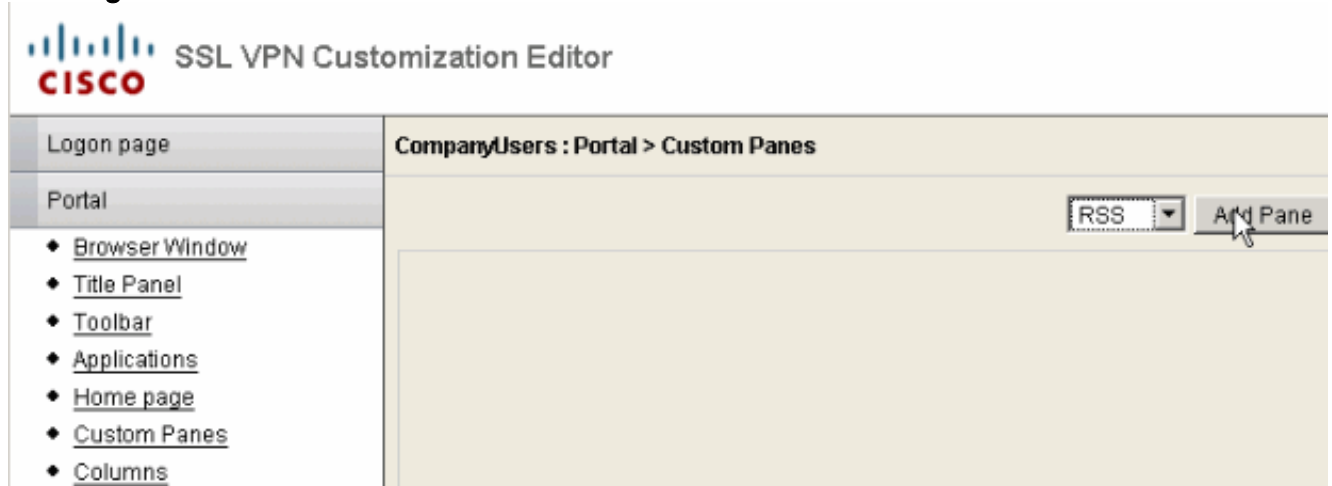 CISCO
SSL VPN Customization Editor
Logon page
Portal
Browser Window
Title Panel
Toolbar
Applications
Home page
Custom Panes
Columns
CompanyUsers : Portal > Custom Panes
RSS
Add Pane